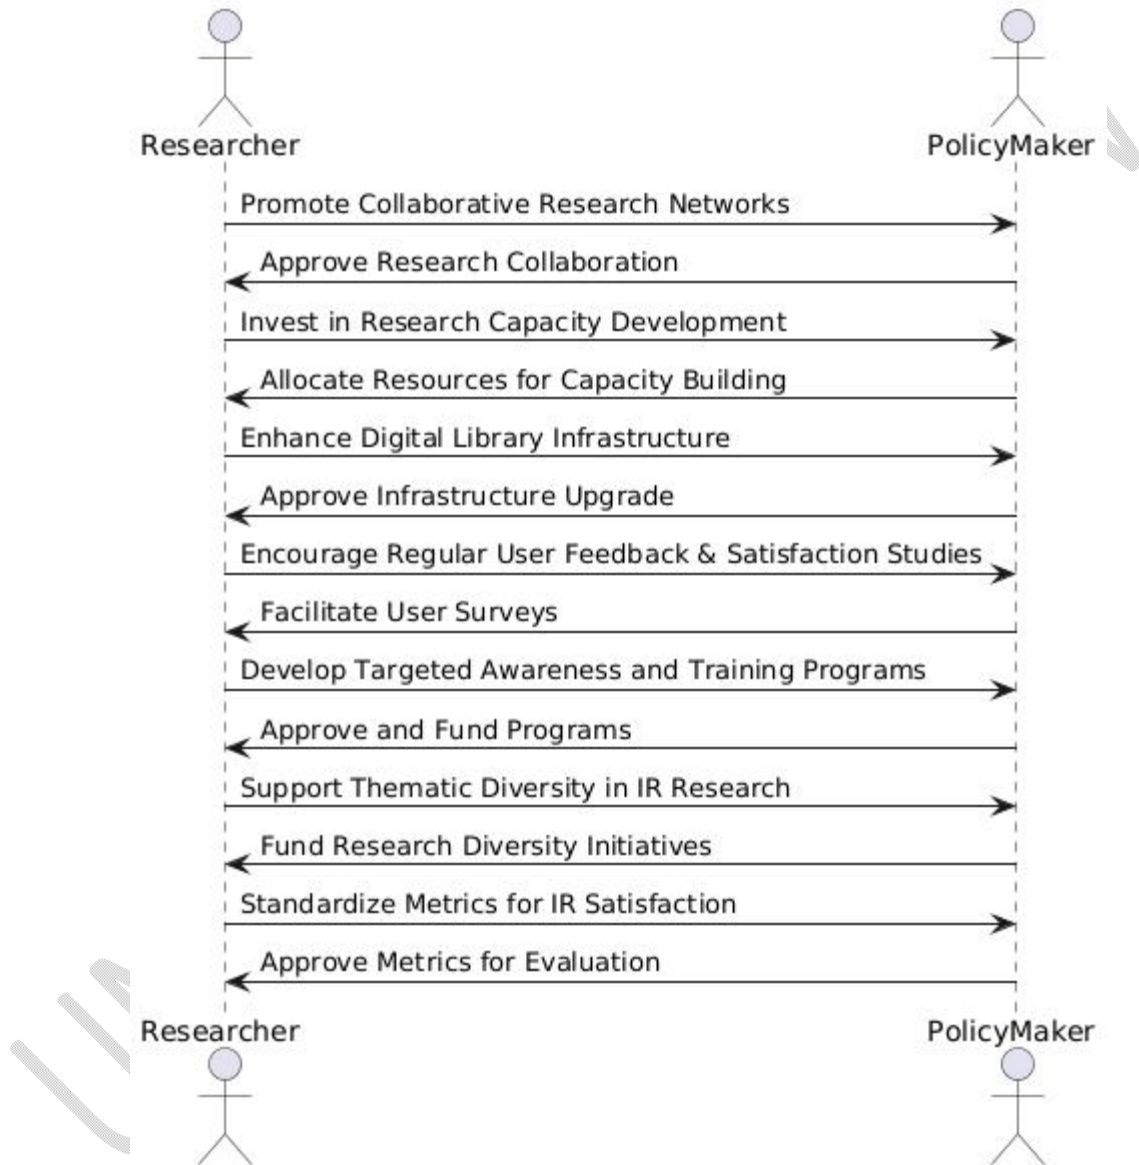 Researcher PolicyMaker
Promote Collaborative Research Networks
Approve Research Collaboration
Invest in Research Capacity Development
Allocate Resources for Capacity Building
Enhance Digital Library Infrastructure
Approve Infrastructure Upgrade
Encourage Regular User Feedback & Satisfaction Studies
Facilitate User Surveys
Develop Targeted Awareness and Training Programs
Approve and Fund Programs
Support Thematic Diversity in IR Research
Fund Research Diversity Initiatives
Standardize Metrics for IR Satisfaction
Approve Metrics for Evaluation
Researcher PolicyMaker